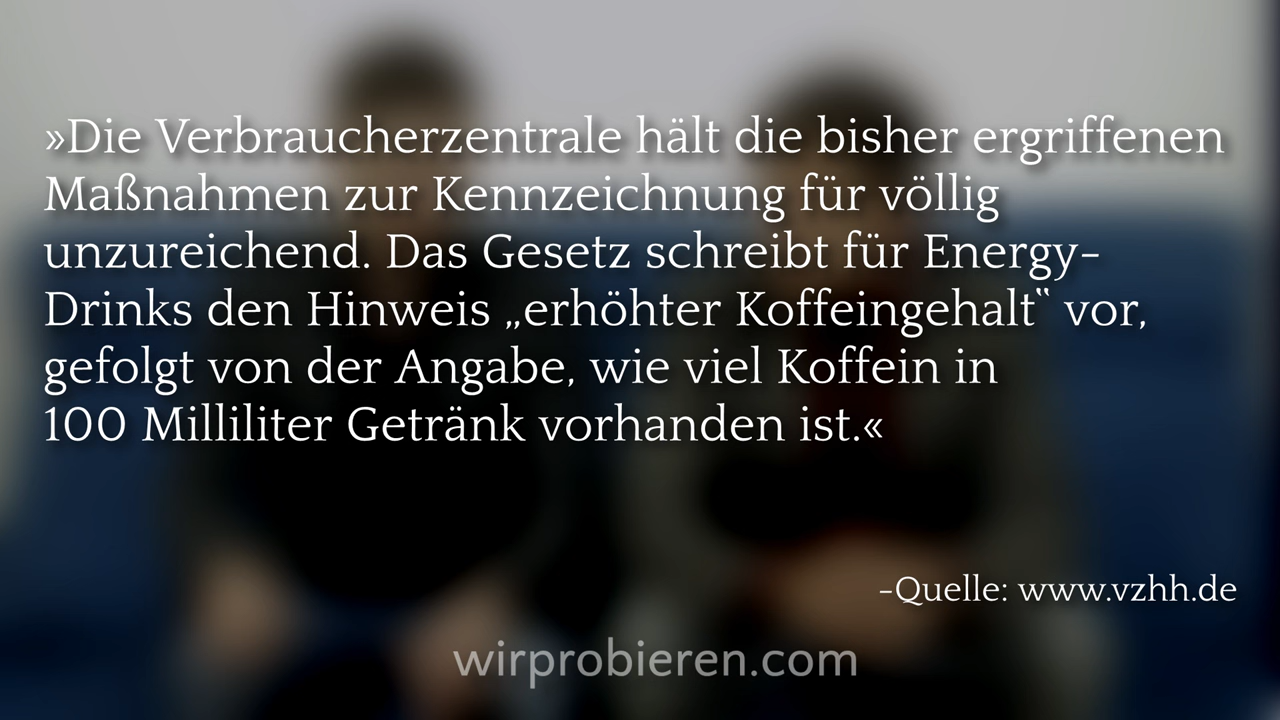 »Die Verbraucherzentrale hält die bisher ergriffenen
Maßnahmen zur Kennzeichnung für völlig
unzureichend. Das Gesetz schreibt für Energy-
Drinks den Hinweis „erhöhter Koffeingehalt‟ vor,
gefolgt von der Angabe, wie viel Koffein in
100 Milliliter Getränk vorhanden ist.«
-Quelle: www.vzhh.de
wirprobieren.com